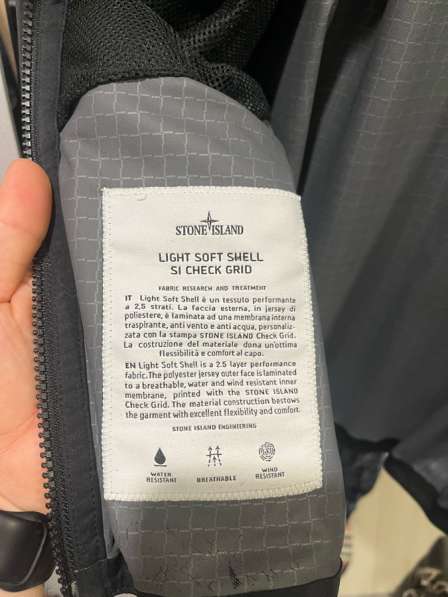 STONE ISLAND
LIGHT SOFT SHELL
SI CHECK GRID
FABRIC RESEARCH AND TREATMENT
IT Light Soft Shell è un tessuto performante
a 2,5 strati. La faccia esterna, in jersey di
poliestere, è laminata ad una membrana interna
traspirante, anti vento e anti acqua, personaliz-
zata con la stampa STONE ISLAND Check Grid.
La costruzione del materiale dona un'ottima
flessibilità e comfort al capo.
EN Light Soft Shell is a 2.5 layer performance
fabric. The polyester jersey outer face is laminated
to a breathable, water and wind resistant inner
membrane, printed with the STONE ISLAND
Check Grid. The material construction bestows
the garment with excellent flexibility and comfort.
STONE ISLAND ENGINEERING
WATER
RESISTANT
BREATHABLE
WIND
RESISTANT